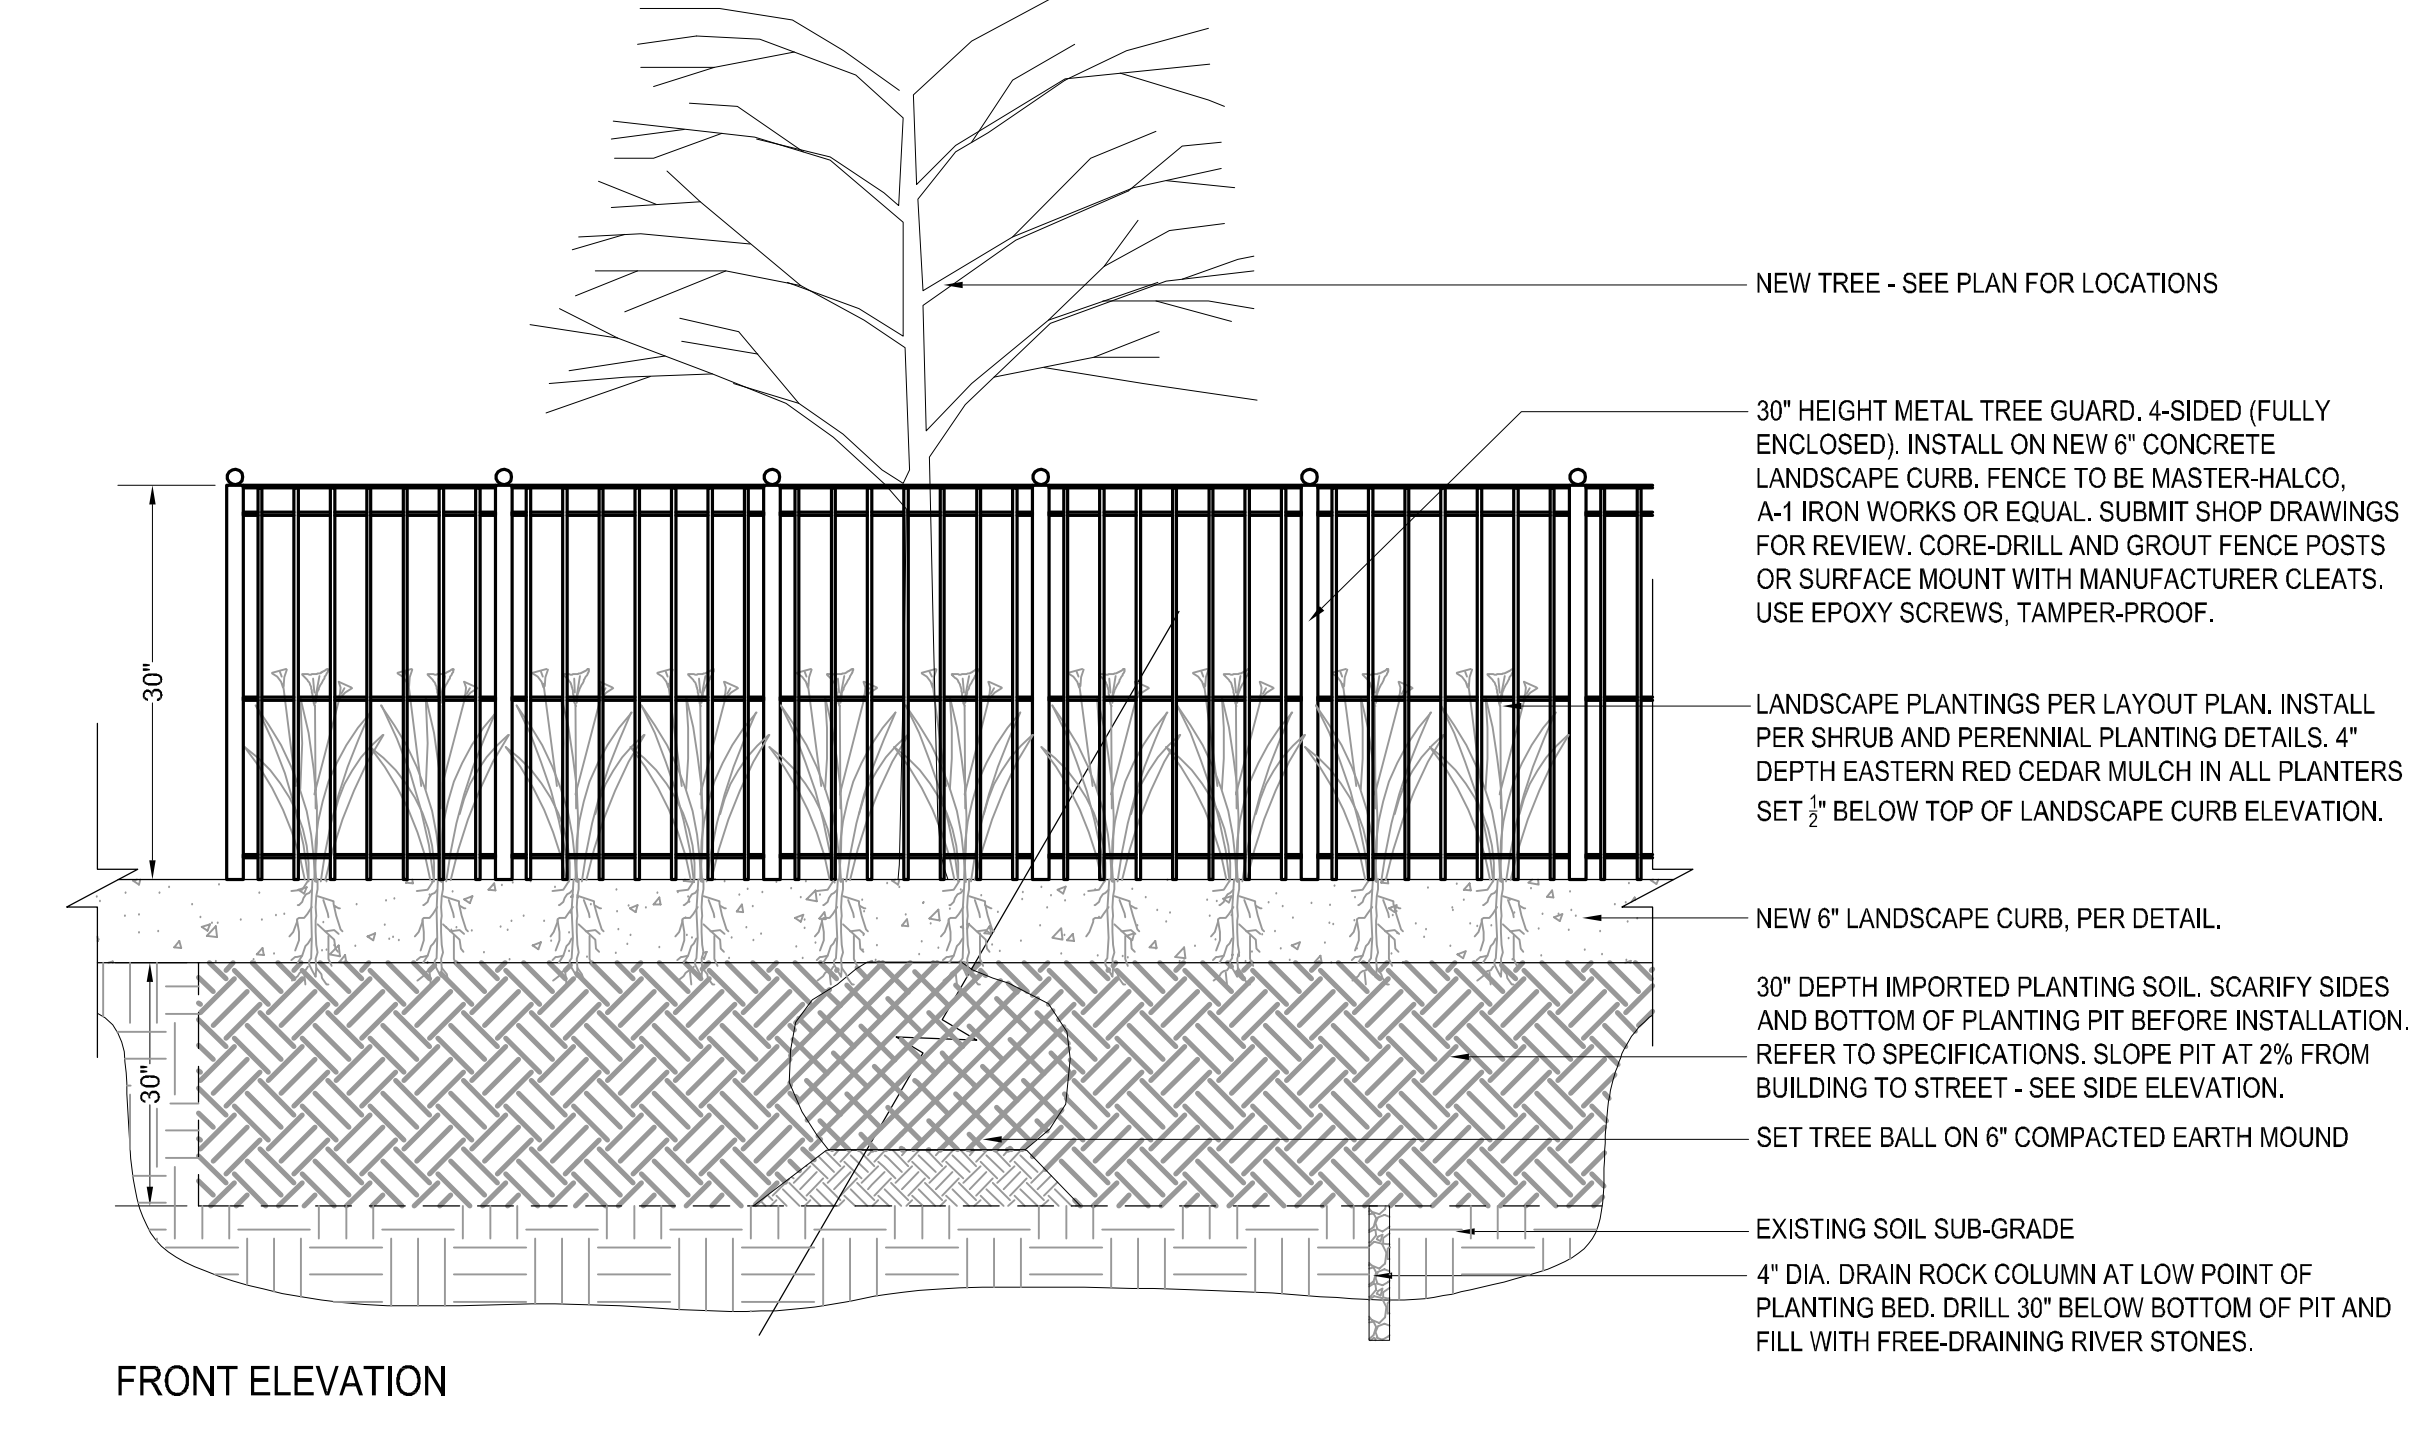 NEW TREE - SEE PLAN FOR LOCATIONS
30" HEIGHT METAL TREE GUARD. 4-SIDED (FULLY
ENCLOSED). INSTALL ON NEW 6" CONCRETE
LANDSCAPE CURB. FENCE TO BE MASTER-HALCO,
A-1 IRON WORKS OR EQUAL. SUBMIT SHOP DRAWINGS
FOR REVIEW. CORE-DRILL AND GROUT FENCE POSTS
OR SURFACE MOUNT WITH MANUFACTURER CLEATS.
USE EPOXY SCREWS, TAMPER-PROOF.
30"
LANDSCAPE PLANTINGS PER LAYOUT PLAN. INSTALL
PER SHRUB AND PERENNIAL PLANTING DETAILS. 4"
DEPTH EASTERN RED CEDAR MULCH IN ALL PLANTERS
SET 1/2" BELOW TOP OF LANDSCAPE CURB ELEVATION.
NEW 6" LANDSCAPE CURB, PER DETAIL.
30" DEPTH IMPORTED PLANTING SOIL. SCARIFY SIDES
AND BOTTOM OF PLANTING PIT BEFORE INSTALLATION.
REFER TO SPECIFICATIONS. SLOPE PIT AT 2% FROM
BUILDING TO STREET - SEE SIDE ELEVATION.
30"
SET TREE BALL ON 6" COMPACTED EARTH MOUND
EXISTING SOIL SUB-GRADE
4" DIA. DRAIN ROCK COLUMN AT LOW POINT OF
PLANTING BED. DRILL 30" BELOW BOTTOM OF PIT AND
FILL WITH FREE-DRAINING RIVER STONES.
FRONT ELEVATION